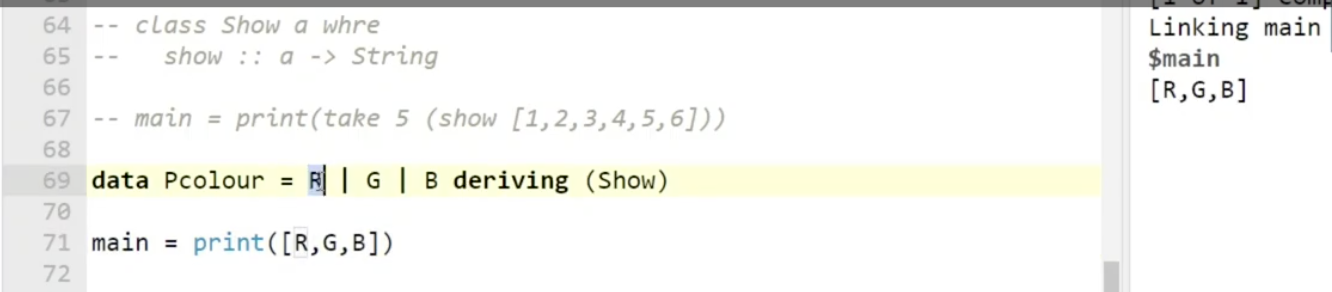 64 -- class Show a whre
65 --   show :: a -> String
66
67 -- main = print(take 5 (show [1,2,3,4,5,6]))
68
69 data Pcolour = R | G | B deriving (Show)
70
71 main = print([R,G,B])
72
Linking main
$main
[R,G,B]